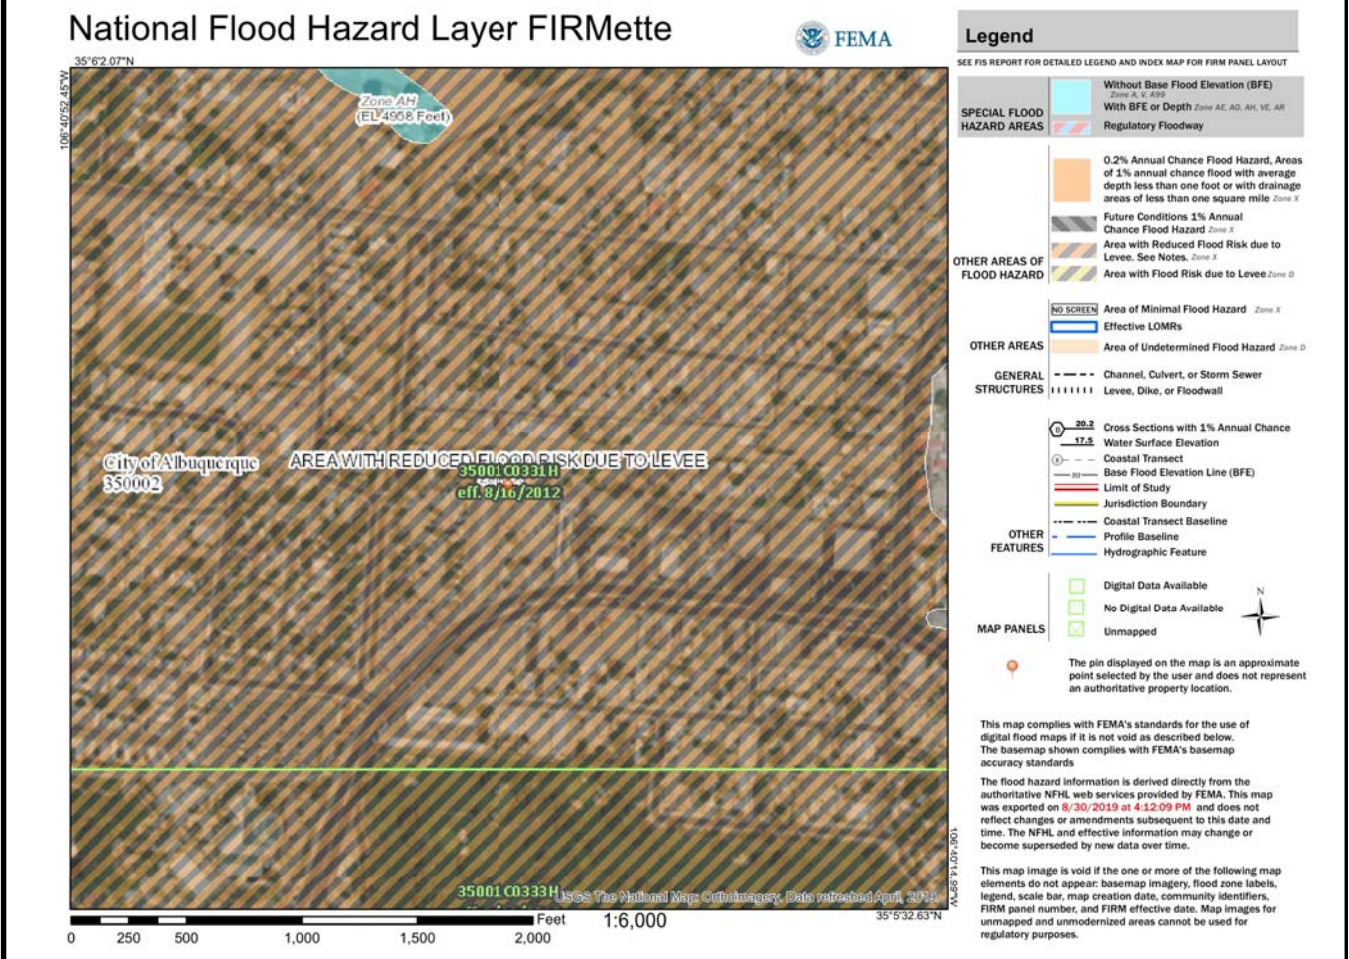 National Flood Hazard Layer FIRMette
FEMA
35°6'2.07"N
106°40'52.45"W
Zone AH
(EL 4958 Feet)
City of Albuquerque
350002
AREA WITH REDUCED FLOOD RISK DUE TO LEVEE
35001C0331H
eff. 8/16/2012
35001C0333H
USGS The National Map: Orthoimagery. Data refreshed April, 2019.
106°40'14.99"W
35°5'32.63"N
Feet
1:6,000
0
250
500
1,000
1,500
2,000
Legend
SEE FIS REPORT FOR DETAILED LEGEND AND INDEX MAP FOR FIRM PANEL LAYOUT
SPECIAL FLOOD
HAZARD AREAS
Without Base Flood Elevation (BFE)
Zone A, V, A99
With BFE or Depth Zone AE, AO, AH, VE, AR
Regulatory Floodway
OTHER AREAS OF
FLOOD HAZARD
0.2% Annual Chance Flood Hazard, Areas
of 1% annual chance flood with average
depth less than one foot or with drainage
areas of less than one square mile Zone X
Future Conditions 1% Annual
Chance Flood Hazard Zone X
Area with Reduced Flood Risk due to
Levee. See Notes. Zone X
Area with Flood Risk due to Levee Zone D
OTHER AREAS
NO SCREEN Area of Minimal Flood Hazard Zone X
Effective LOMRs
Area of Undetermined Flood Hazard Zone D
GENERAL
STRUCTURES
Channel, Culvert, or Storm Sewer
Levee, Dike, or Floodwall
OTHER
FEATURES
B 20.2 Cross Sections with 1% Annual Chance
17.5 Water Surface Elevation
Coastal Transect
Base Flood Elevation Line (BFE)
Limit of Study
Jurisdiction Boundary
Coastal Transect Baseline
Profile Baseline
Hydrographic Feature
MAP PANELS
Digital Data Available
No Digital Data Available
Unmapped
N
The pin displayed on the map is an approximate
point selected by the user and does not represent
an authoritative property location.
This map complies with FEMA's standards for the use of
digital flood maps if it is not void as described below.
The basemap shown complies with FEMA's basemap
accuracy standards
The flood hazard information is derived directly from the
authoritative NFHL web services provided by FEMA. This map
was exported on 8/30/2019 at 4:12:09 PM and does not
reflect changes or amendments subsequent to this date and
time. The NFHL and effective information may change or
become superseded by new data over time.
This map image is void if the one or more of the following map
elements do not appear: basemap imagery, flood zone labels,
legend, scale bar, map creation date, community identifiers,
FIRM panel number, and FIRM effective date. Map images for
unmapped and unmodernized areas cannot be used for
regulatory purposes.